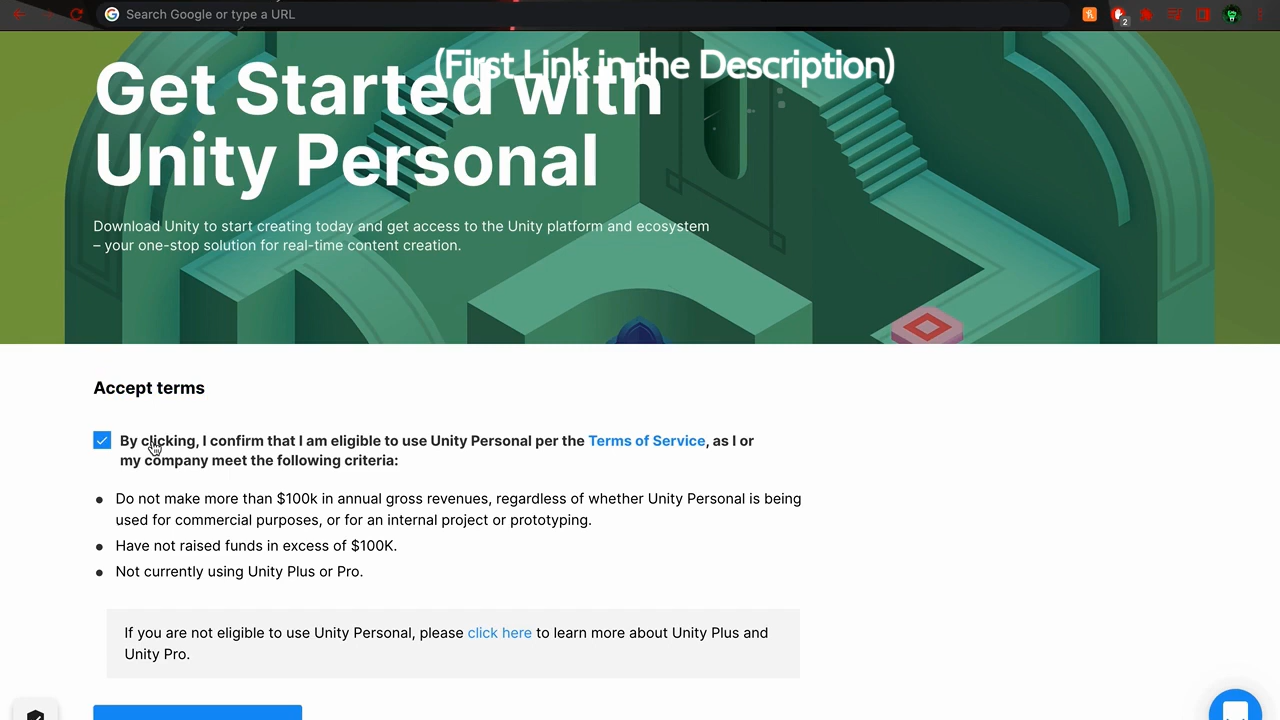 Search Google or type a URL
2
(First Link in the Description)
Get Started with
Unity Personal
Download Unity to start creating today and get access to the Unity platform and ecosystem
– your one-stop solution for real-time content creation.
Accept terms
By clicking, I confirm that I am eligible to use Unity Personal per the Terms of Service, as I or
my company meet the following criteria:
Do not make more than $100k in annual gross revenues, regardless of whether Unity Personal is being
used for commercial purposes, or for an internal project or prototyping.
Have not raised funds in excess of $100K.
Not currently using Unity Plus or Pro.
If you are not eligible to use Unity Personal, please click here to learn more about Unity Plus and
Unity Pro.